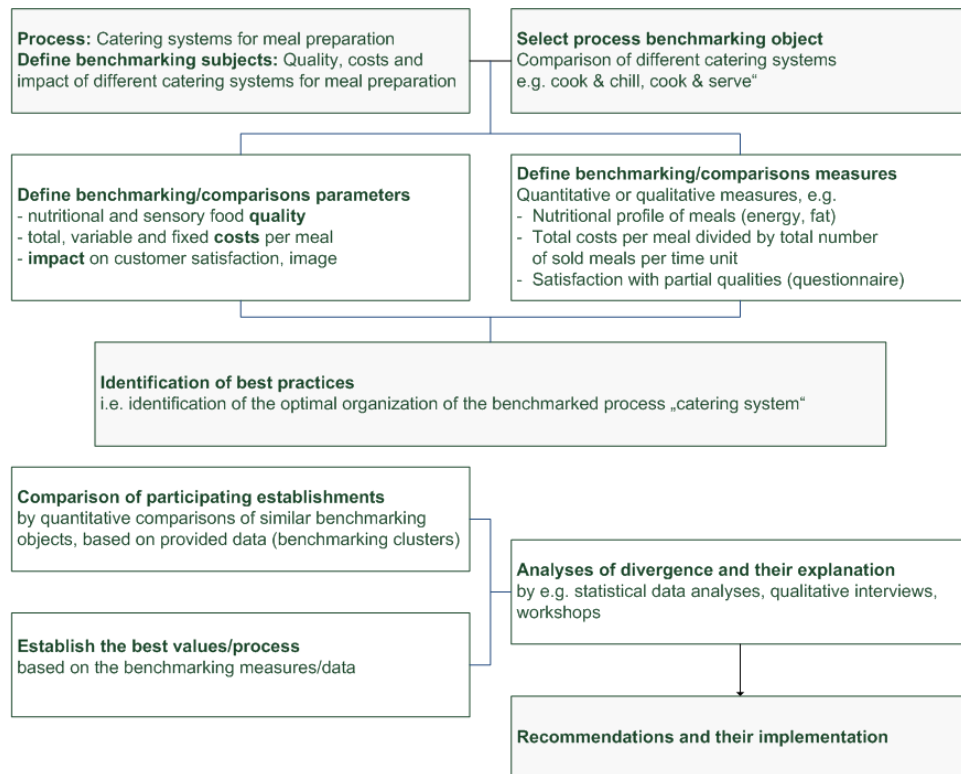 Process: Catering systems for meal preparation
Define benchmarking subjects: Quality, costs and
impact of different catering systems for meal preparation
Select process benchmarking object
Comparison of different catering systems
e.g. cook & chill, cook & serve“
Define benchmarking/comparisons parameters
- nutritional and sensory food quality
- total, variable and fixed costs per meal
- impact on customer satisfaction, image
Define benchmarking/comparisons measures
Quantitative or qualitative measures, e.g.
- Nutritional profile of meals (energy, fat)
- Total costs per meal divided by total number
of sold meals per time unit
- Satisfaction with partial qualities (questionnaire)
Identification of best practices
i.e. identification of the optimal organization of the benchmarked process „catering system“
Comparison of participating establishments
by quantitative comparisons of similar benchmarking
objects, based on provided data (benchmarking clusters)
Establish the best values/process
based on the benchmarking measures/data
Analyses of divergence and their explanation
by e.g. statistical data analyses, qualitative interviews,
workshops
Recommendations and their implementation